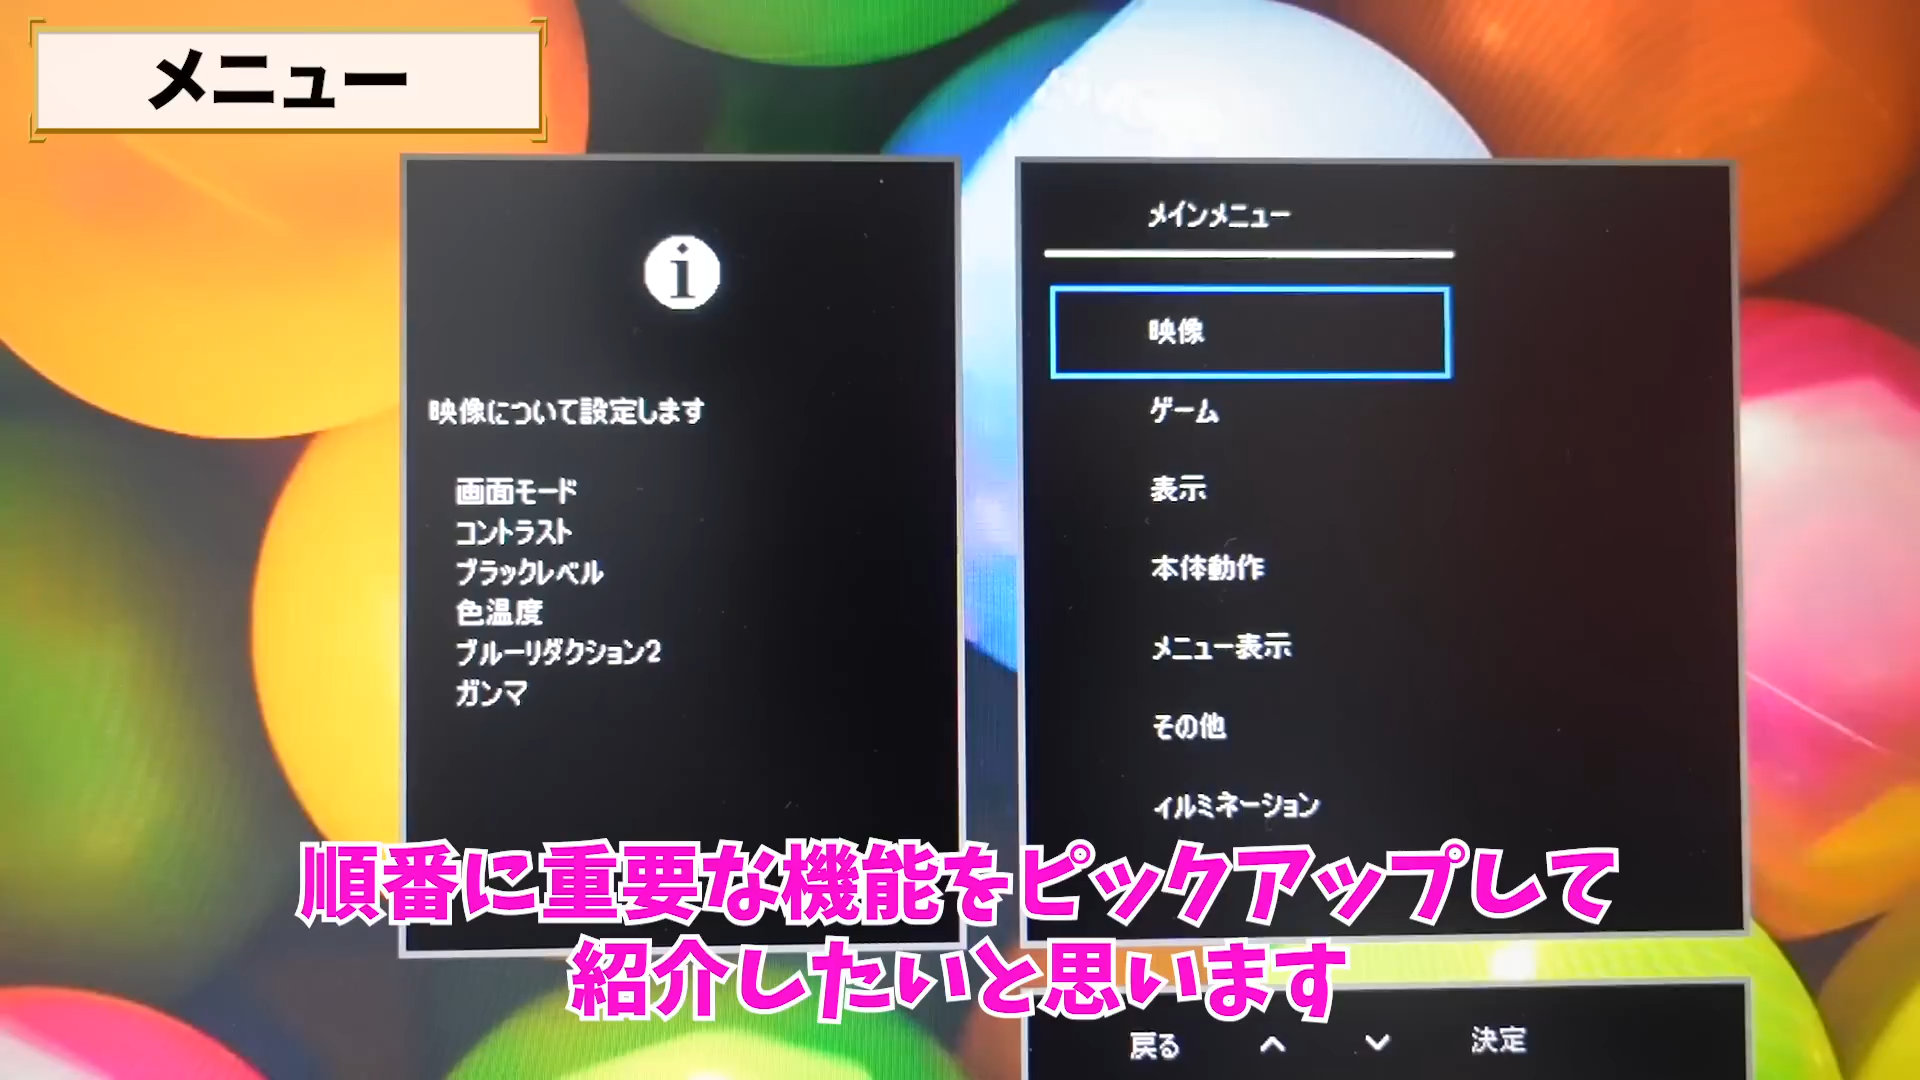 メニュー
i
映像について設定します
画面モード
コントラスト
ブラックレベル
色温度
ブルーリダクション2
ガンマ
メインメニュー
映像
ゲーム
表示
本体動作
メニュー表示
その他
イルミネーション
順番に重要な機能をピックアップして
紹介したいと思います
戻る
決定